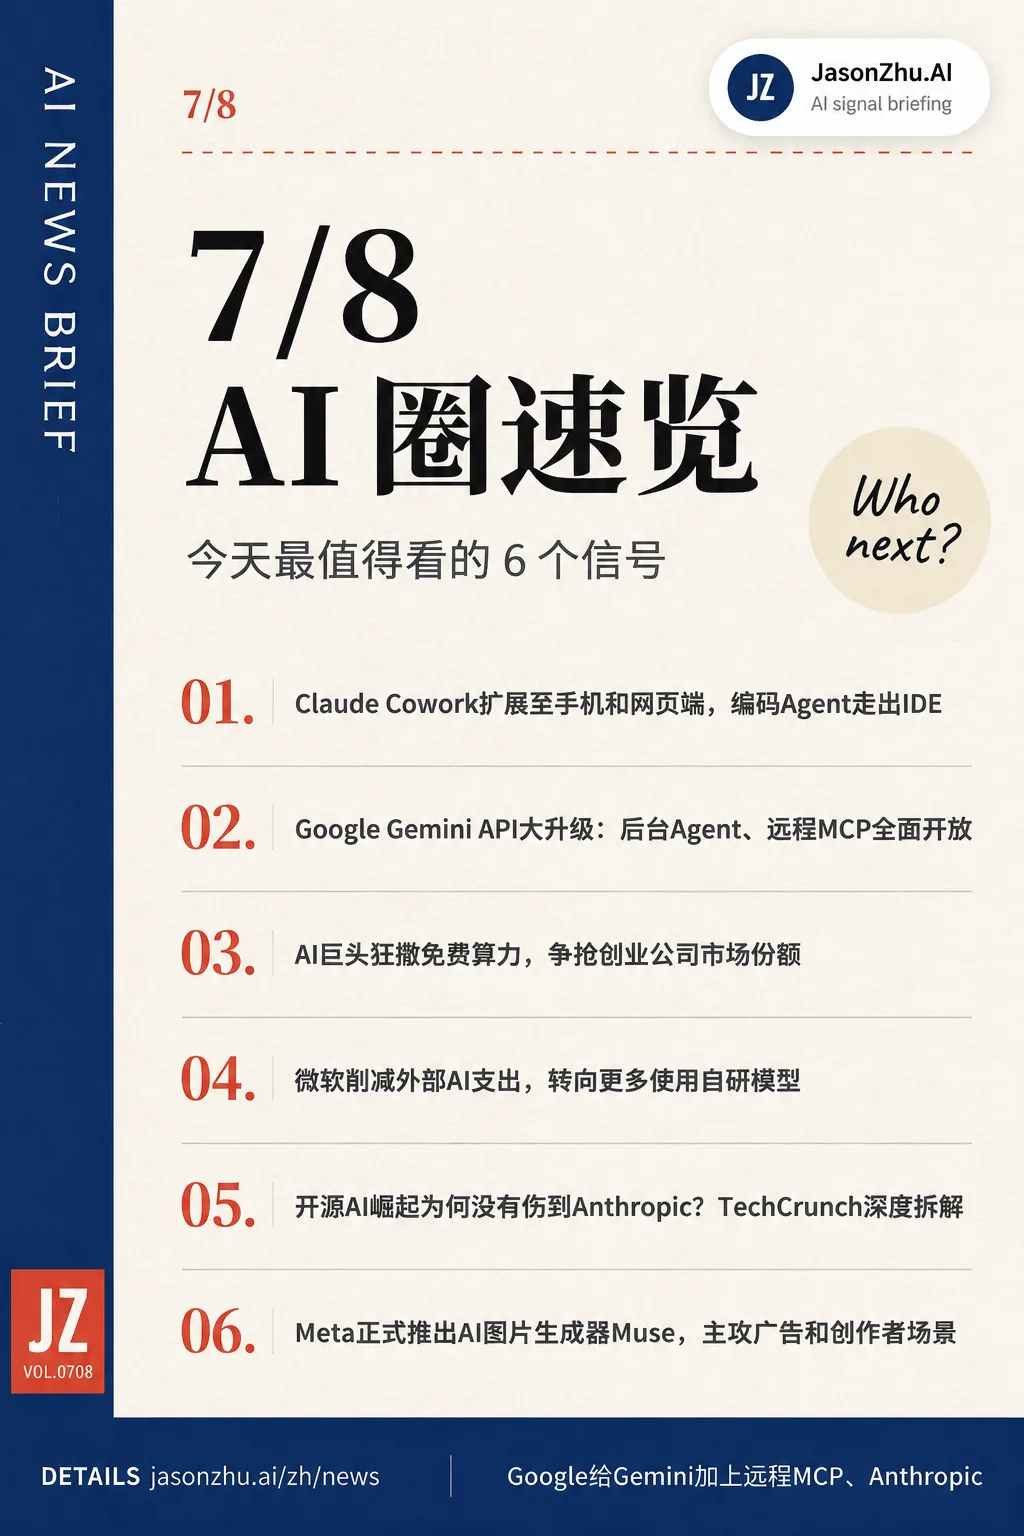 AI NEWS BRIEF
7/8
JZ
JasonZhu.AI
AI signal briefing
7/8
AI 圈速览
今天最值得看的 6 个信号
Who
next?
01.
Claude Cowork扩展至手机和网页端，编码Agent走出IDE
02.
Google Gemini API大升级：后台Agent、远程MCP全面开放
03.
AI巨头狂撒免费算力，争抢创业公司市场份额
04.
微软削减外部AI支出，转向更多使用自研模型
05.
开源AI崛起为何没有伤到Anthropic？TechCrunch深度拆解
06.
Meta正式推出AI图片生成器Muse，主攻广告和创作者场景
JZ
VOL.0708
DETAILS jasonzhu.ai/zh/news
Google给Gemini加上远程MCP、Anthropic